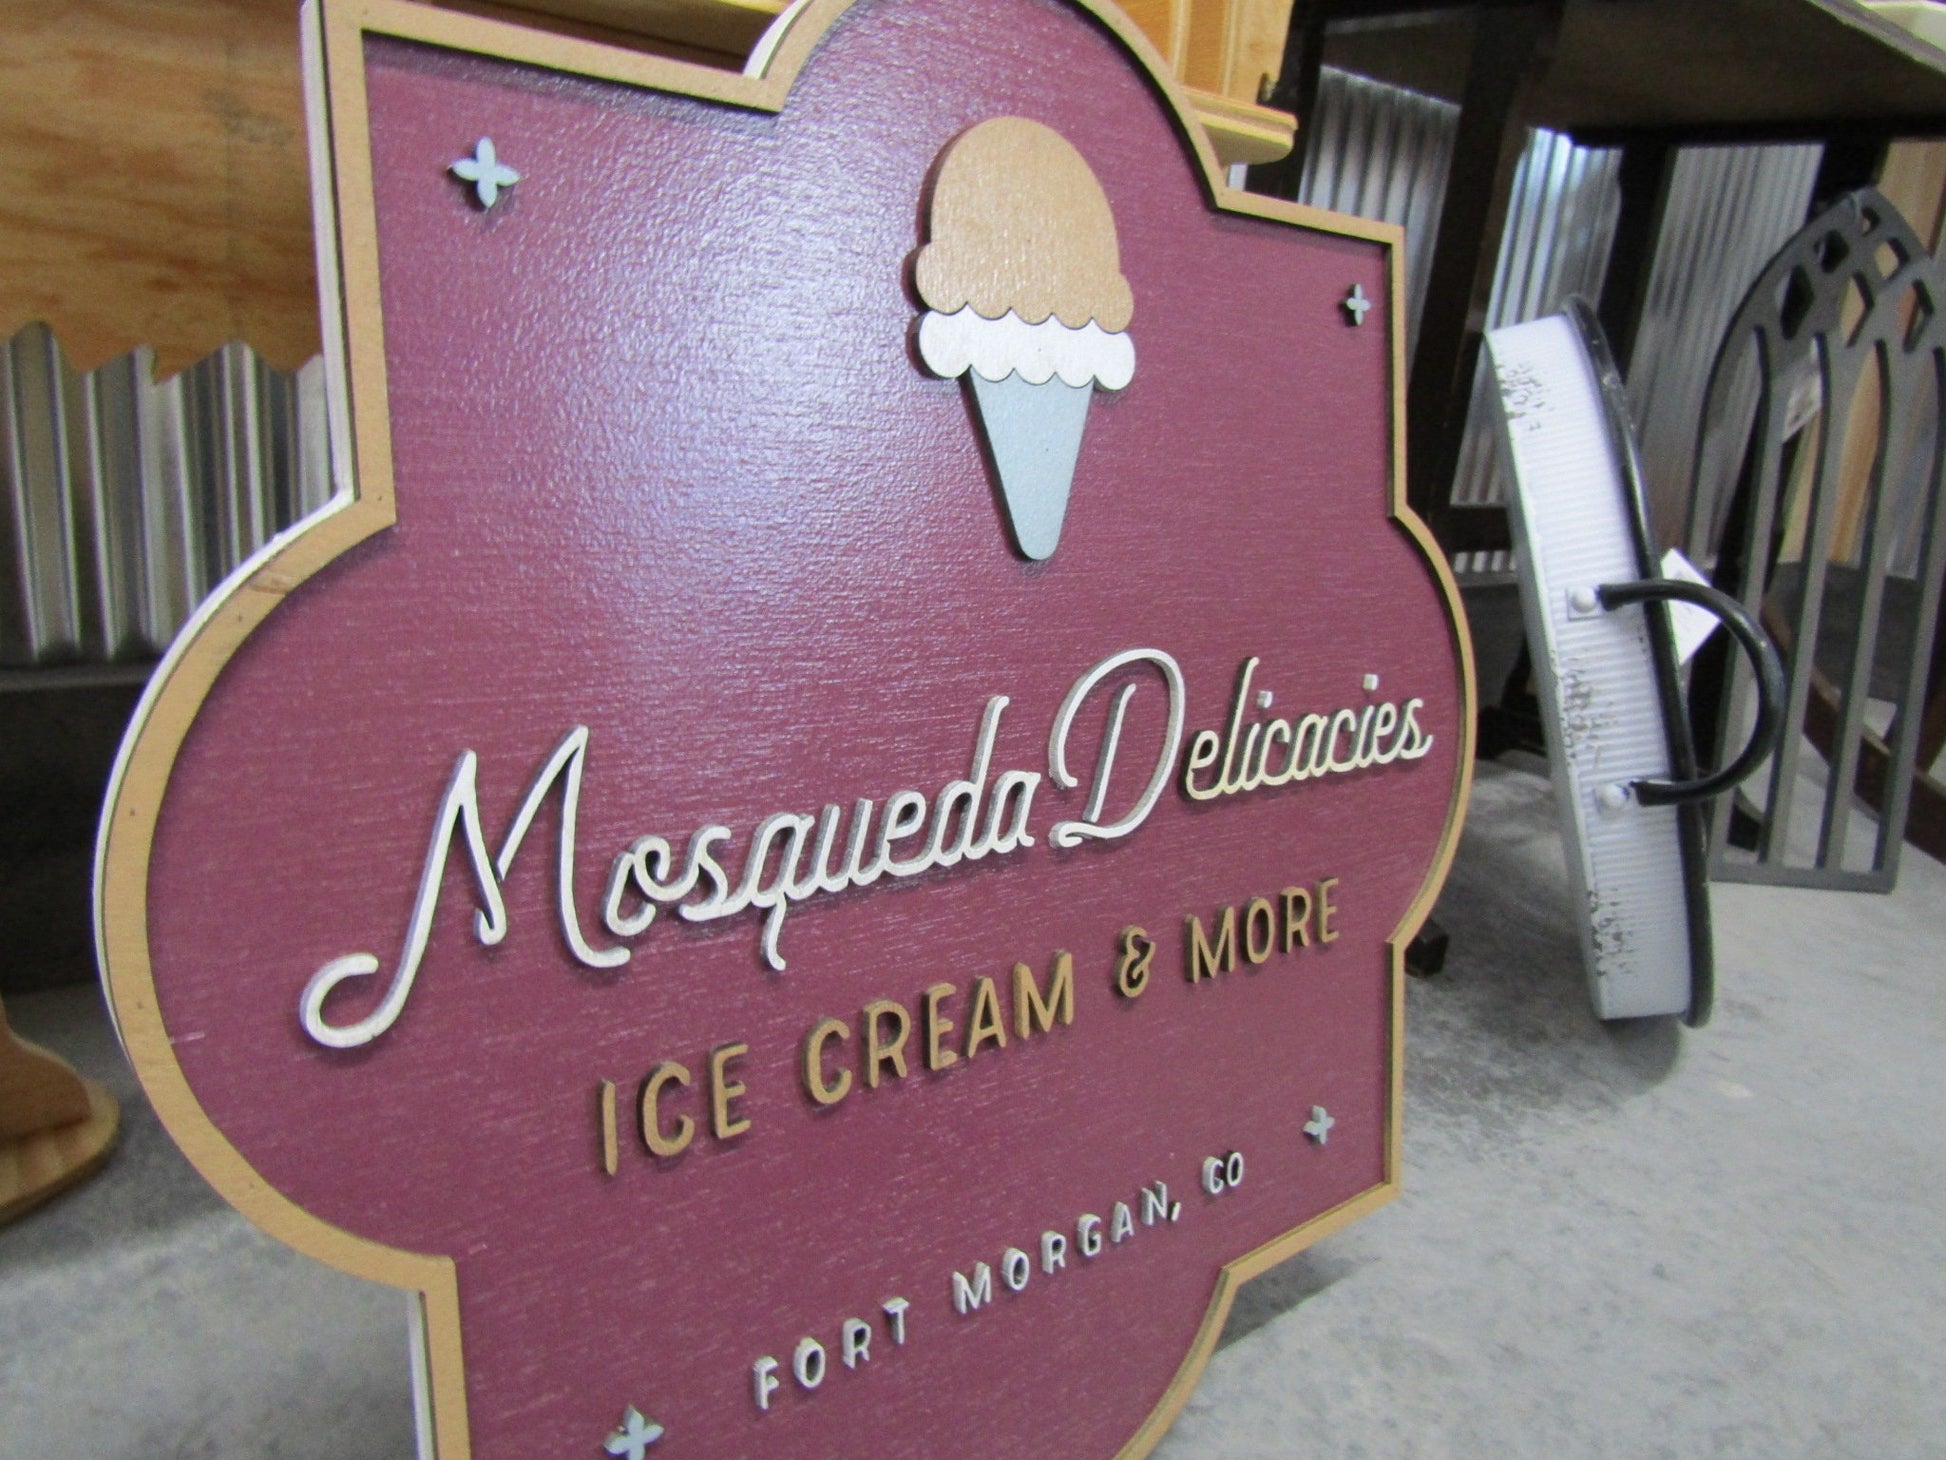 Mosqueda Delicacies
ICE CREAM & MORE
FORT MORGAN, CO